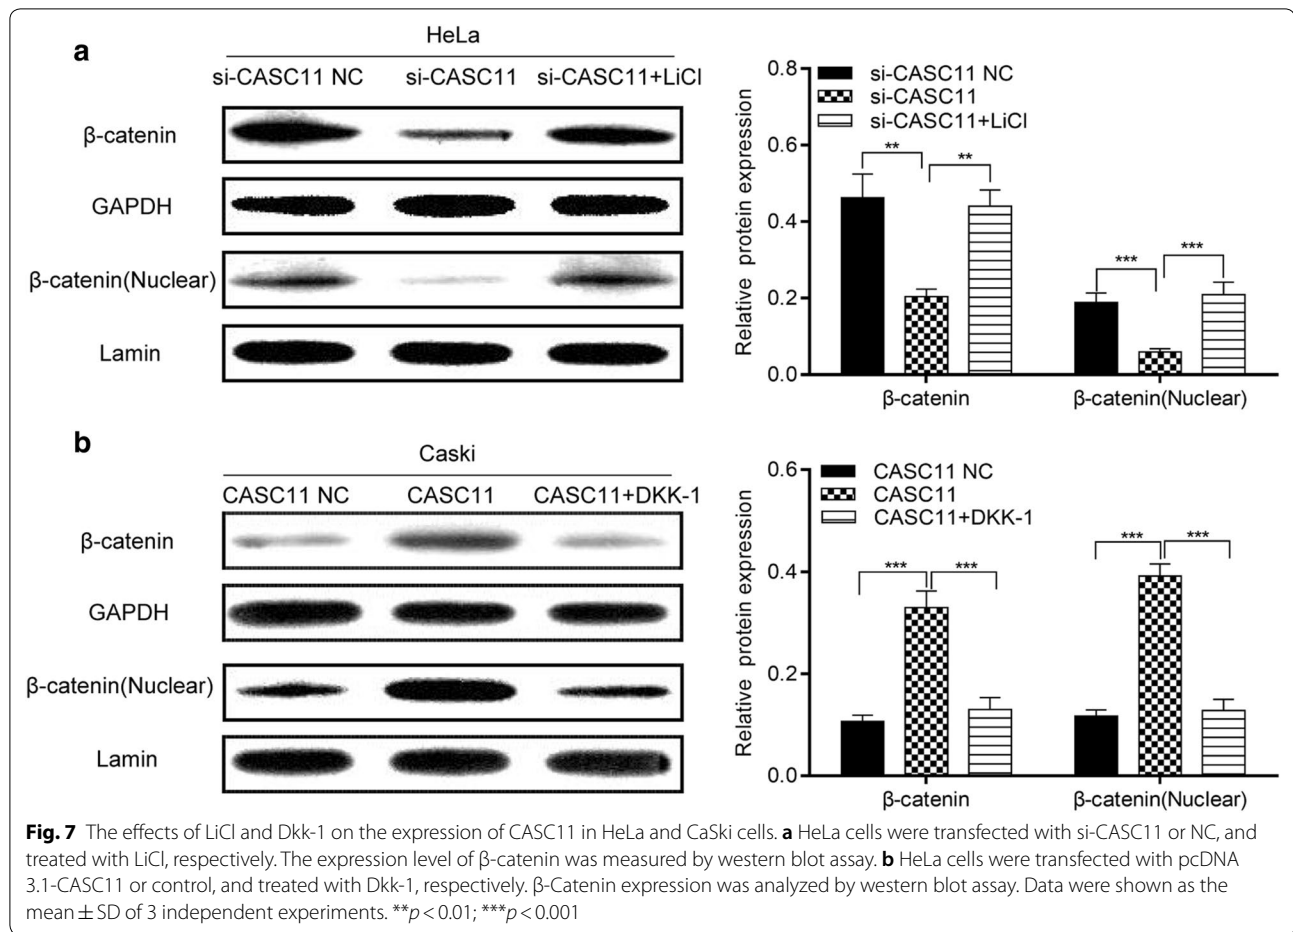 a
HeLa
si-CASC11 NC si-CASC11 si-CASC11+LiCl
β-catenin
GAPDH
β-catenin(Nuclear)
Lamin
si-CASC11 NC
si-CASC11
si-CASC11+LiCl
Relative protein expression
0.8
0.6
0.4
0.2
0.0
** **
*** ***
β-catenin β-catenin(Nuclear)
b
Caski
CASC11 NC CASC11 CASC11+DKK-1
β-catenin
GAPDH
β-catenin(Nuclear)
Lamin
CASC11 NC
CASC11
CASC11+DKK-1
Relative protein expression
0.6
0.4
0.2
0.0
*** ***
*** ***
β-catenin β-catenin(Nuclear)
Fig. 7 The effects of LiCl and Dkk-1 on the expression of CASC11 in HeLa and CaSki cells. a HeLa cells were transfected with si-CASC11 or NC, and
treated with LiCl, respectively. The expression level of β-catenin was measured by western blot assay. b HeLa cells were transfected with pcDNA
3.1-CASC11 or control, and treated with Dkk-1, respectively. β-Catenin expression was analyzed by western blot assay. Data were shown as the
mean ± SD of 3 independent experiments. **p < 0.01; ***p < 0.001